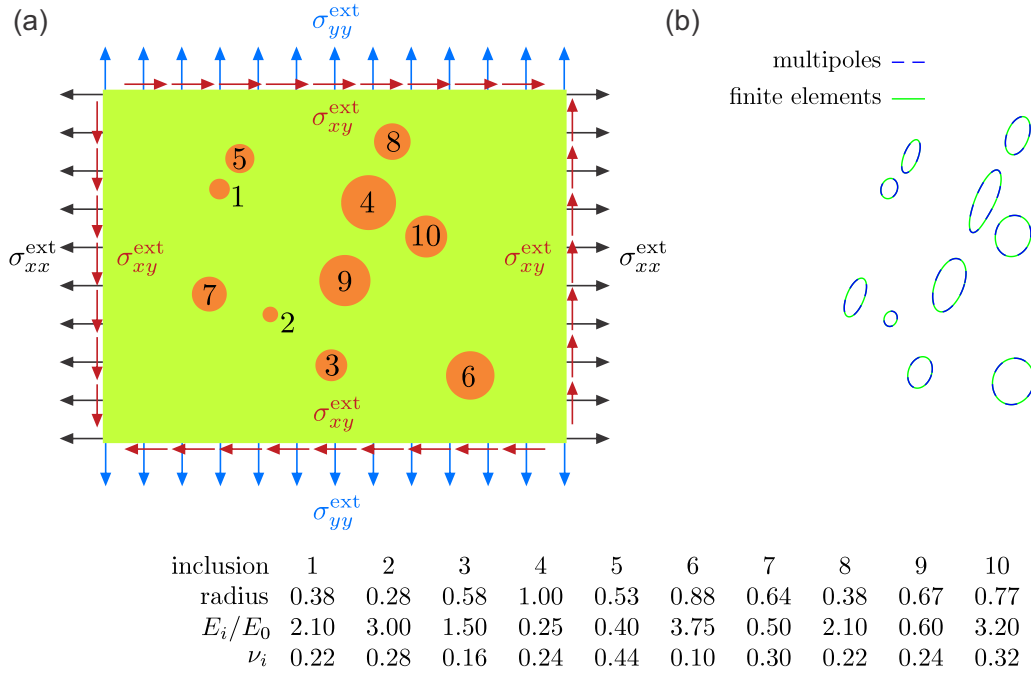 (a)
σ_yy^ext
(b)
multipoles
finite elements
σ_xy^ext
8
5
1
4
10
σ_xx^ext
σ_xy^ext
σ_xy^ext
σ_xx^ext
9
7
2
3
6
σ_xy^ext
σ_yy^ext
inclusion 1 2 3 4 5 6 7 8 9 10
radius 0.38 0.28 0.58 1.00 0.53 0.88 0.64 0.38 0.67 0.77
E_i/E_0 2.10 3.00 1.50 0.25 0.40 3.75 0.50 2.10 0.60 3.20
ν_i 0.22 0.28 0.16 0.24 0.44 0.10 0.30 0.22 0.24 0.32